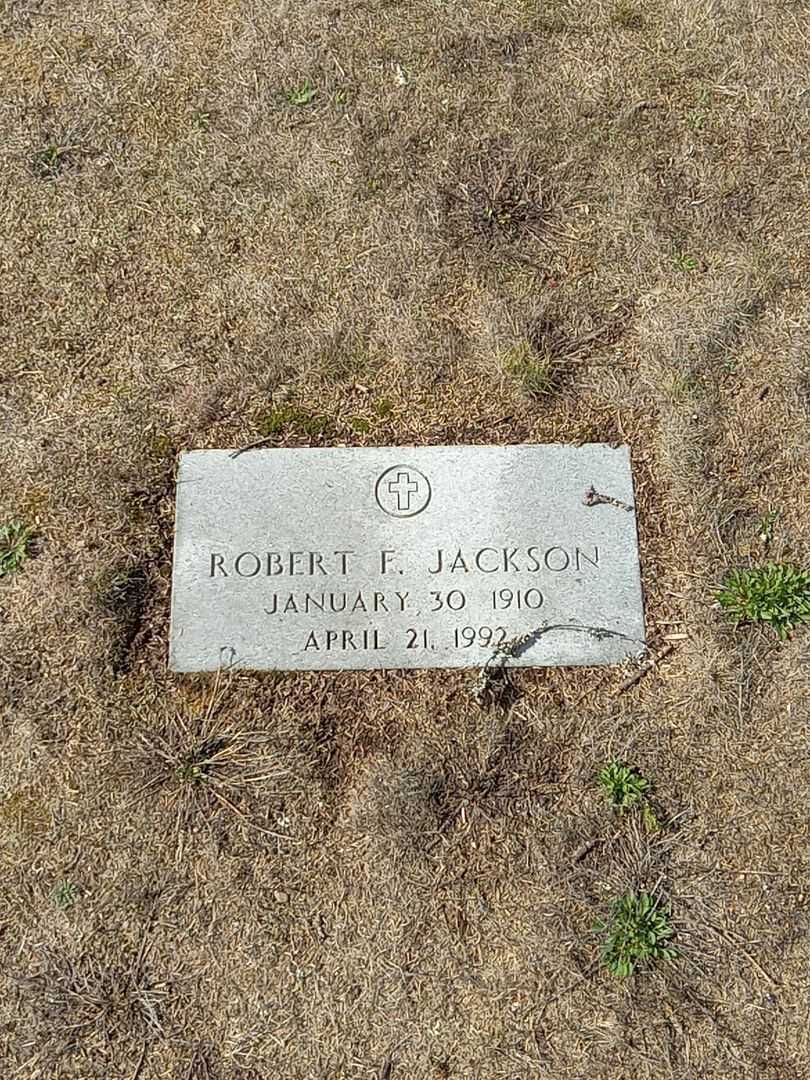 ROBERT F. JACKSON
JANUARY 30 1910
APRIL 21, 1992